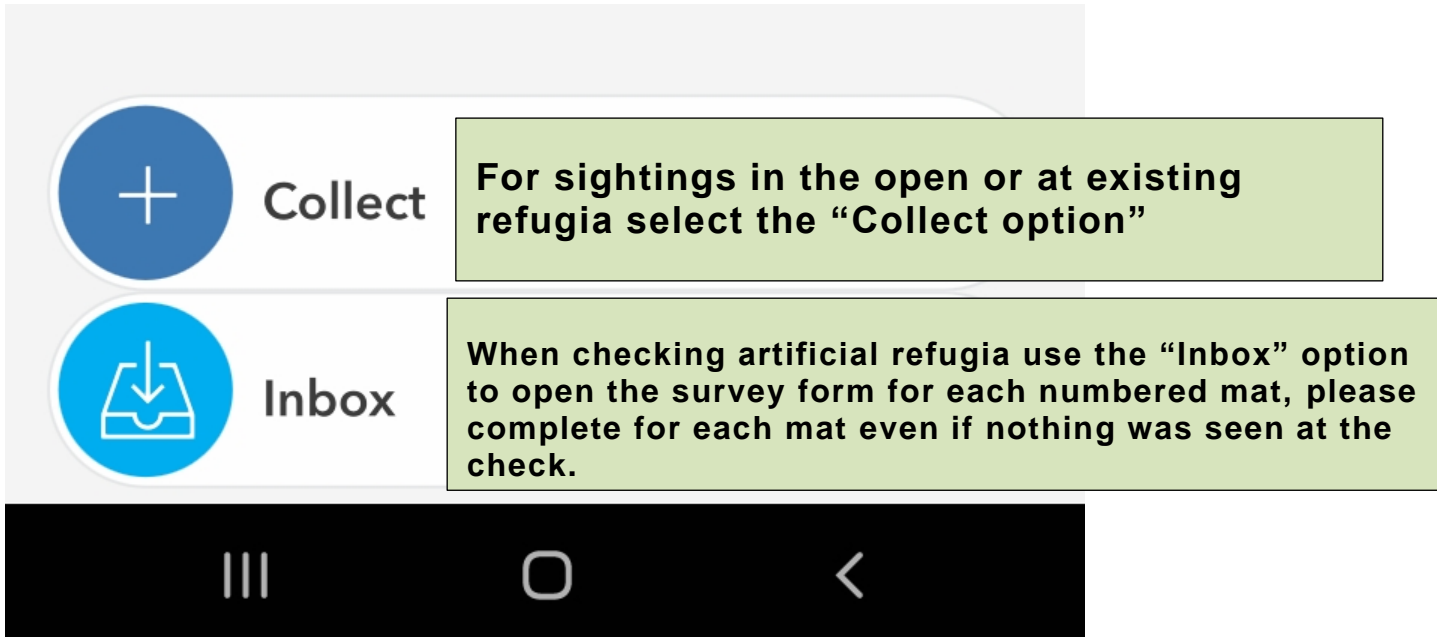 Collect
For sightings in the open or at existing
refugia select the “Collect option”
Inbox
When checking artificial refugia use the “Inbox” option
to open the survey form for each numbered mat, please
complete for each mat even if nothing was seen at the
check.